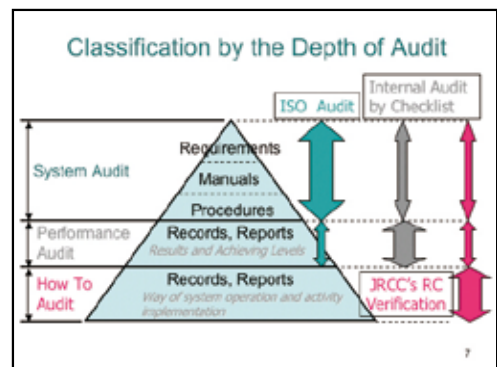 Classification by the Depth of Audit
ISO Audit
Internal Audit
by Checklist
System Audit
Requirements
Manuals
Procedures
Performance
Audit
Records, Reports
Results and Achieving Levels
How To
Audit
Records, Reports
Way of system operation and activity
implementation
JRCC's RC
Verification
7